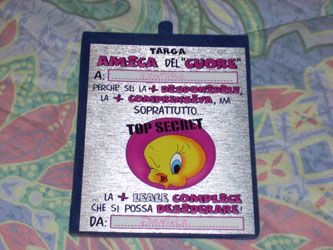 TARGA
AMICA DEL "CUORE"
A:
PERCHE' SEI LA + DISPONIBILE,
LA + COMPRENSIVA, MA
SOPRATTUTTO...
TOP SECRET
... LA + LEALE COMPLICE
CHE SI POSSA DESIDERARE!
DA: